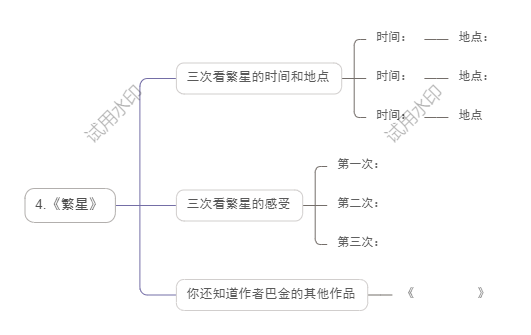 时间： 地点：
三次看繁星的时间和地点
时间： 地点：
试用水印
试用水印
时间： 地点
第一次：
4.《繁星》
三次看繁星的感受
第二次：
第三次：
你还知道作者巴金的其他作品
《 》